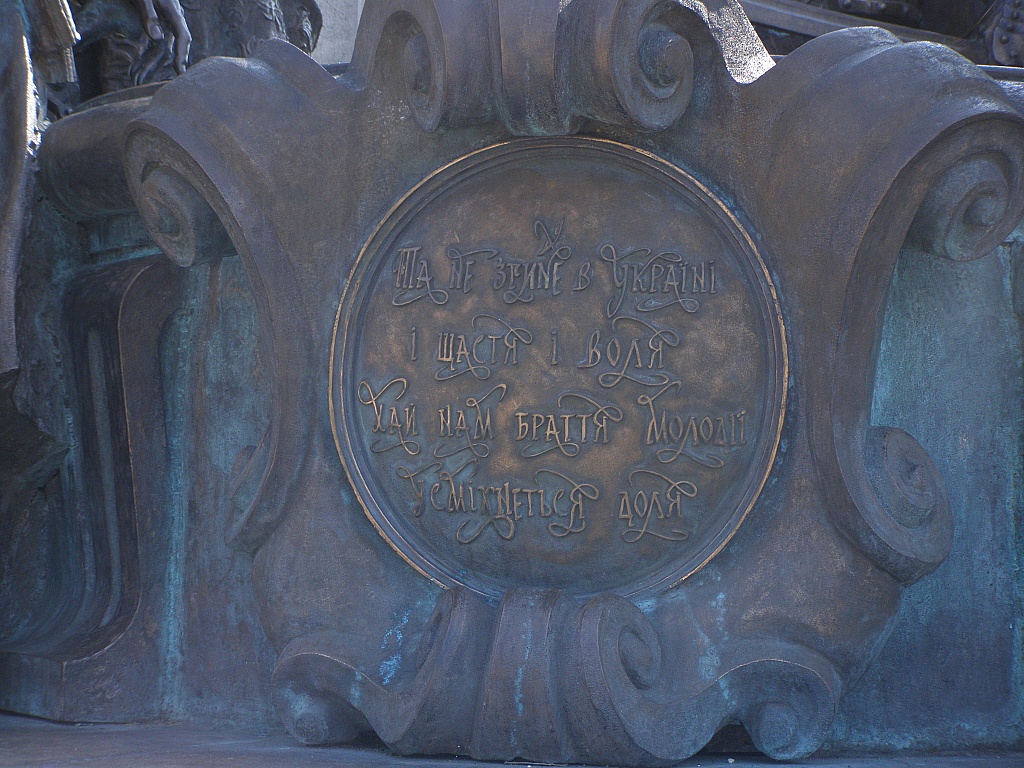 Та не згине в Україні
і щастя і воля
Хай нам браття молодії
Усміхнеться доля